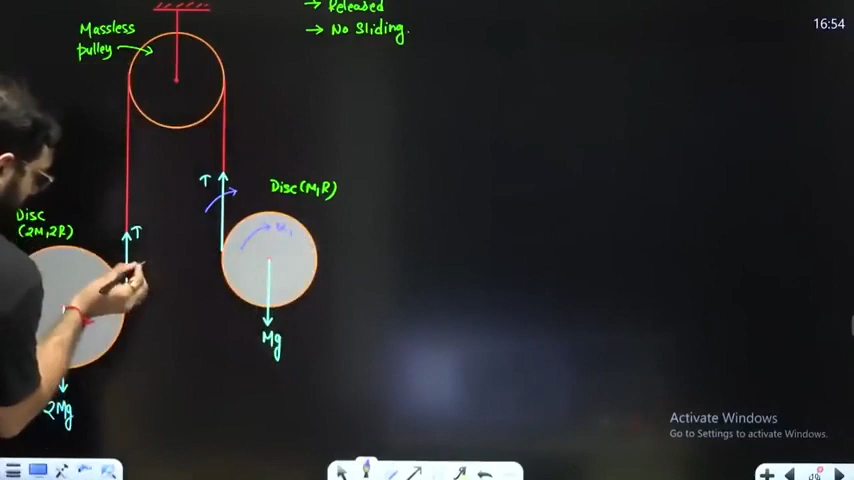 → Released
→ No Sliding.
16:54
Massless
pulley
T
Disc(M,R)
Disc
(2M,2R)
T
Mg
2Mg
Activate Windows
Go to Settings to activate Windows.